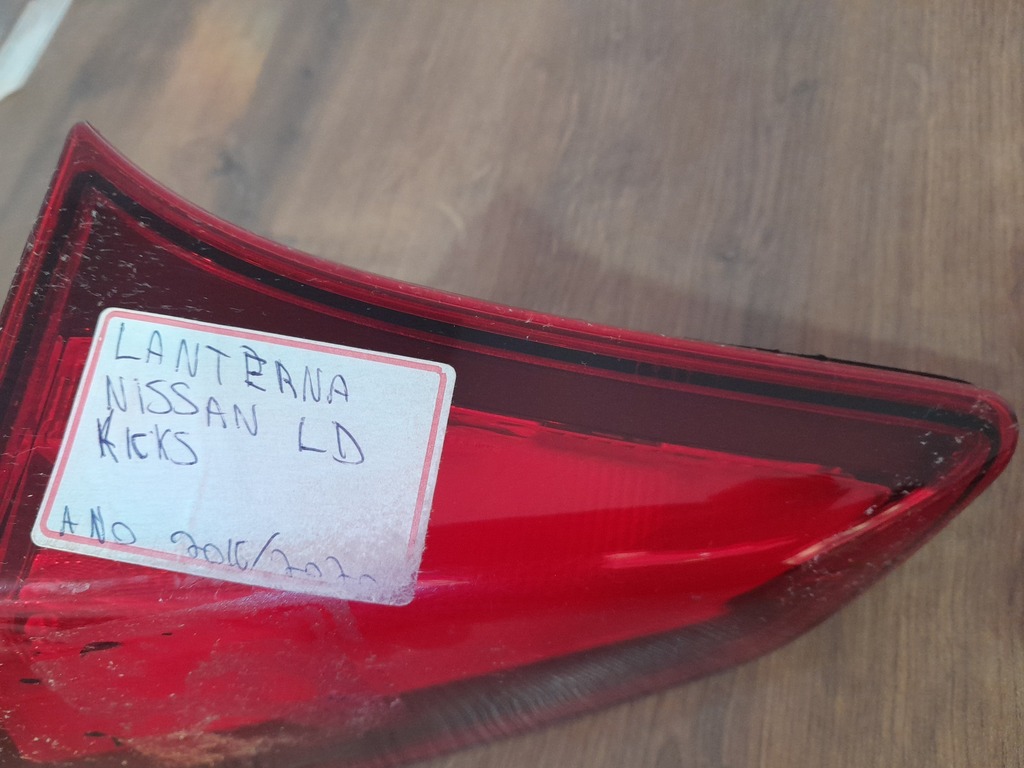 LANTERNA
NISSAN LD
KICKS
ANO 2016/2020